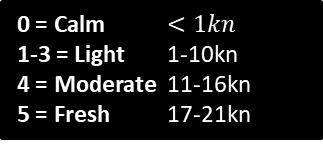 0 = Calm < 1kn
1-3 = Light 1-10kn
4 = Moderate 11-16kn
5 = Fresh 17-21kn